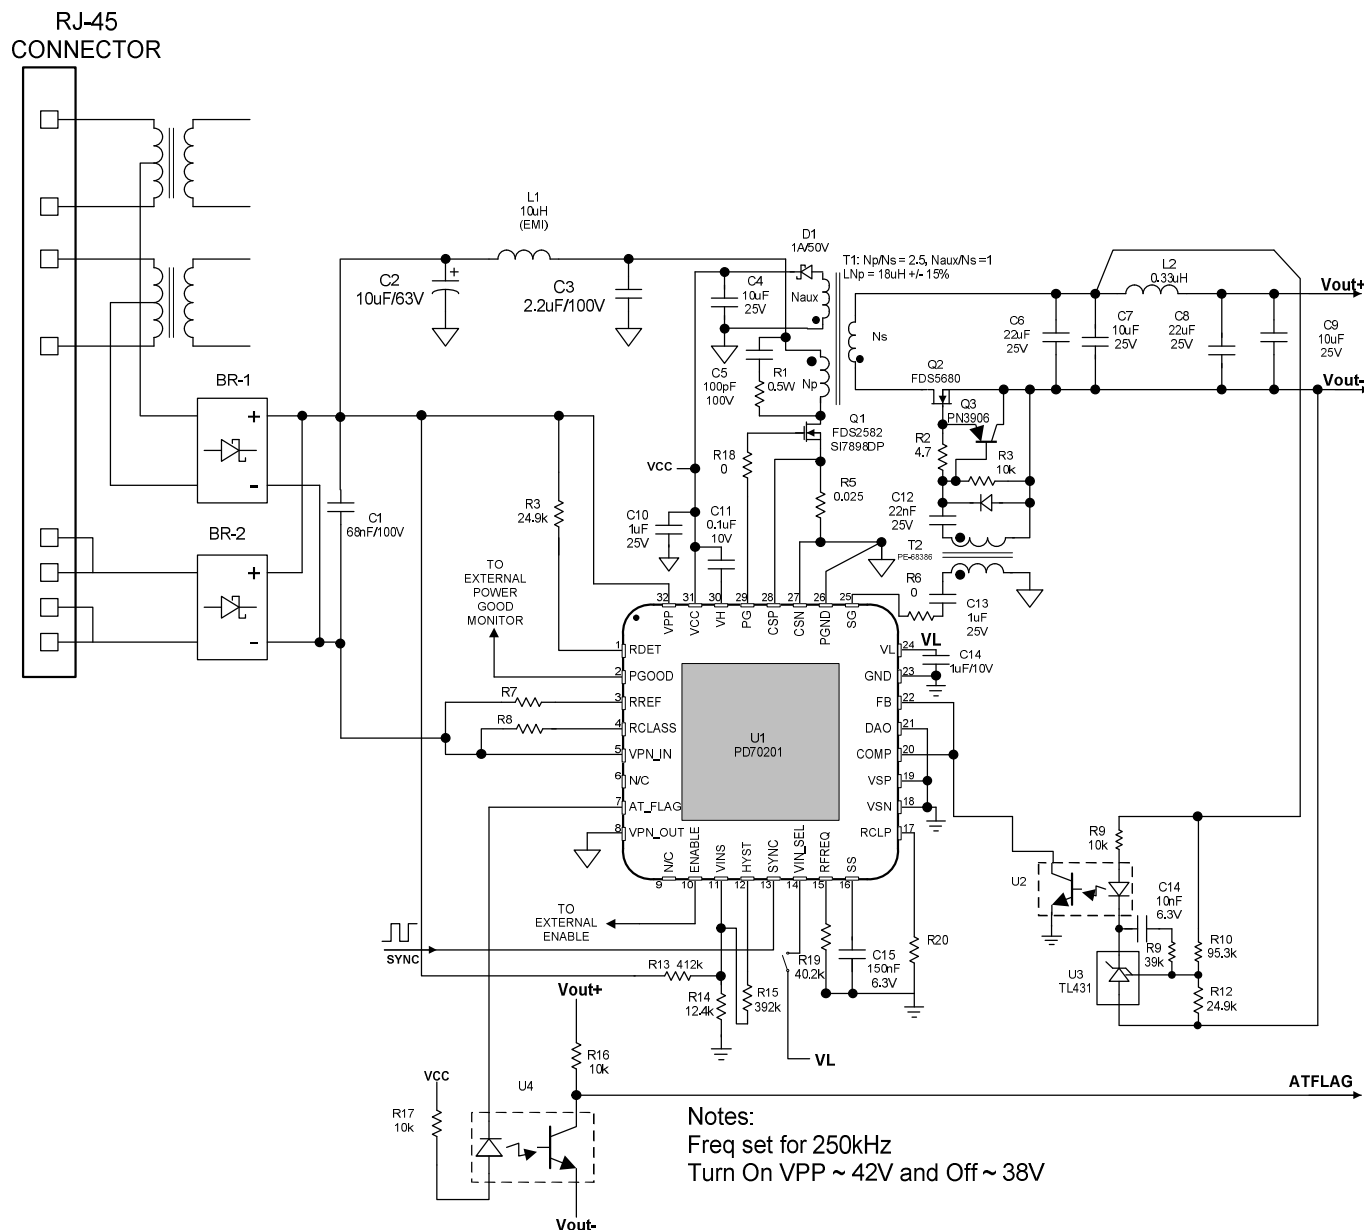 RJ-45
CONNECTOR
L1
10uH
(EMI)
C2
10uF/63V
C3
2.2uF/100V
D1
1A/50V
T1: Np/Ns = 2.5, Naux/Ns =1
LNp = 18uH +/- 15%
C4
10uF
25V
Naux
Ns
Np
C5
100pF
100V
R1
0.5W
L2
0.33uH
Vout+
C6
22uF
25V
C7
10uF
25V
C8
22uF
25V
C9
10uF
25V
Vout-
Q2
FDS5680
Q3
PN3906
Q1
FDS2582
SI7898DP
R2
4.7
R3
10k
BR-1
+
-
BR-2
+
-
C1
68nF/100V
VCC
R3
24.9k
R18
0
R5
0.025
C10
1uF
25V
C11
0.1uF
10V
C12
22nF
25V
T2
PE-68386
R6
0
C13
1uF
25V
TO
EXTERNAL
POWER
GOOD
MONITOR
32
31
30
29
28
27
26
25
VPP
VCC
VH
PG
CSP
CSN
PGND
SG
VL
C14
1uF/10V
1
RDET
2
PGOOD
3
RREF
4
RCLASS
5
VPN_IN
6
N/C
7
AT_FLAG
8
VPN_OUT
R7
R8
U1
PD70201
VL
24
GND
23
FB
22
DAO
21
COMP
20
VSP
19
VSN
18
RCLP
17
N/C
ENABLE
VINS
HYST
SYNC
VIN_SEL
RFREQ
SS
9
10
11
12
13
14
15
16
TO
EXTERNAL
ENABLE
SYNC
R13 412k
R14
12.4k
R15
392k
R19
40.2k
C15
150nF
6.3V
R20
VL
R9
10k
U2
C14
10nF
6.3V
R9
39k
R10
95.3k
U3
TL431
R12
24.9k
Vout+
R16
10k
VCC
R17
10k
U4
Vout-
ATFLAG
Notes:
Freq set for 250kHz
Turn On VPP ~ 42V and Off ~ 38V